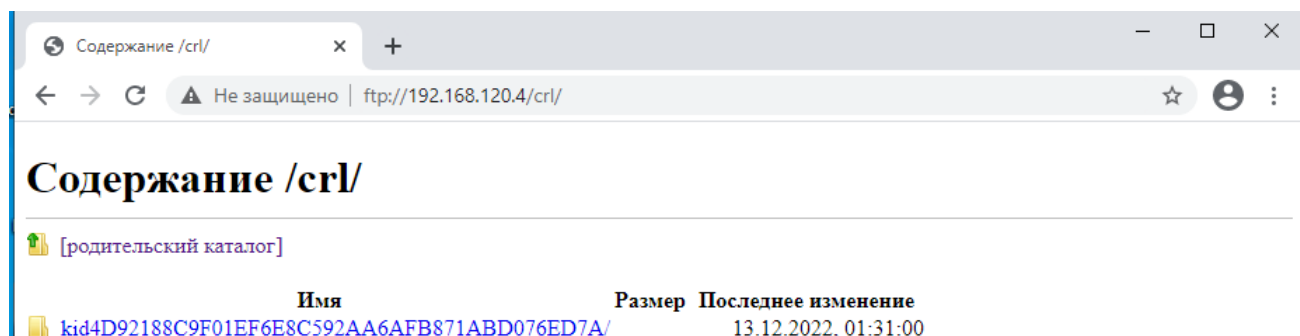 Содержание /crl/
Не защищено | ftp://192.168.120.4/crl/
Содержание /crl/
[родительский каталог]
Имя Размер Последнее изменение
kid4D92188C9F01EF6E8C592AA6AFB871ABD076ED7A/ 13.12.2022, 01:31:00